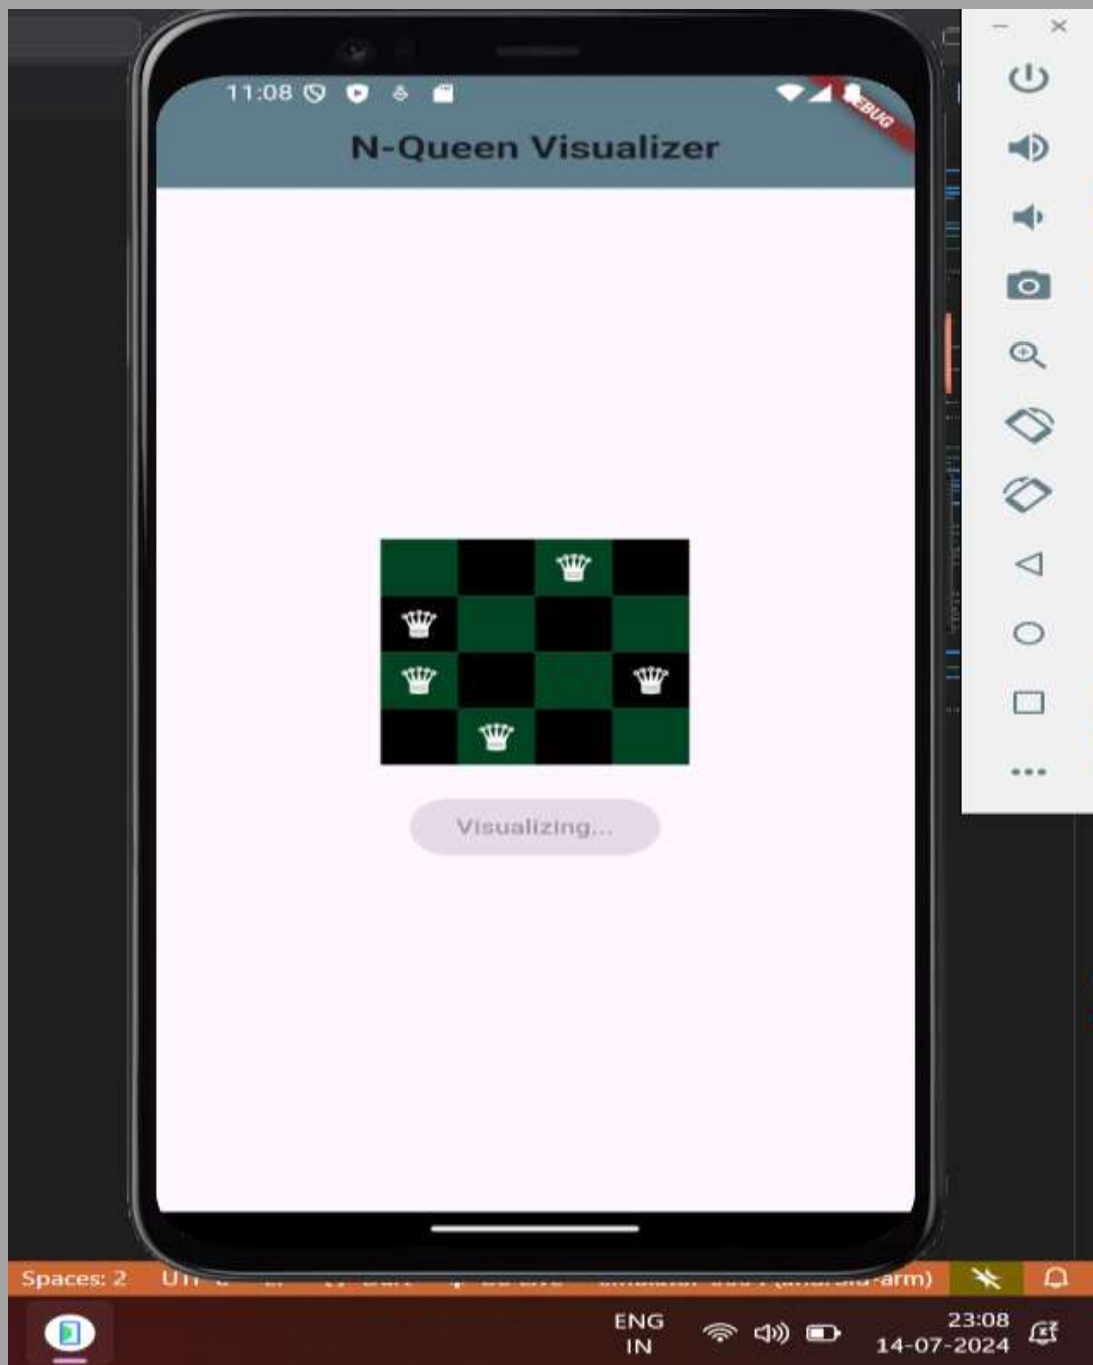 11:08
DEBUG
N-Queen Visualizer
Visualizing...
Spaces: 2
ENG
IN
23:08
14-07-2024